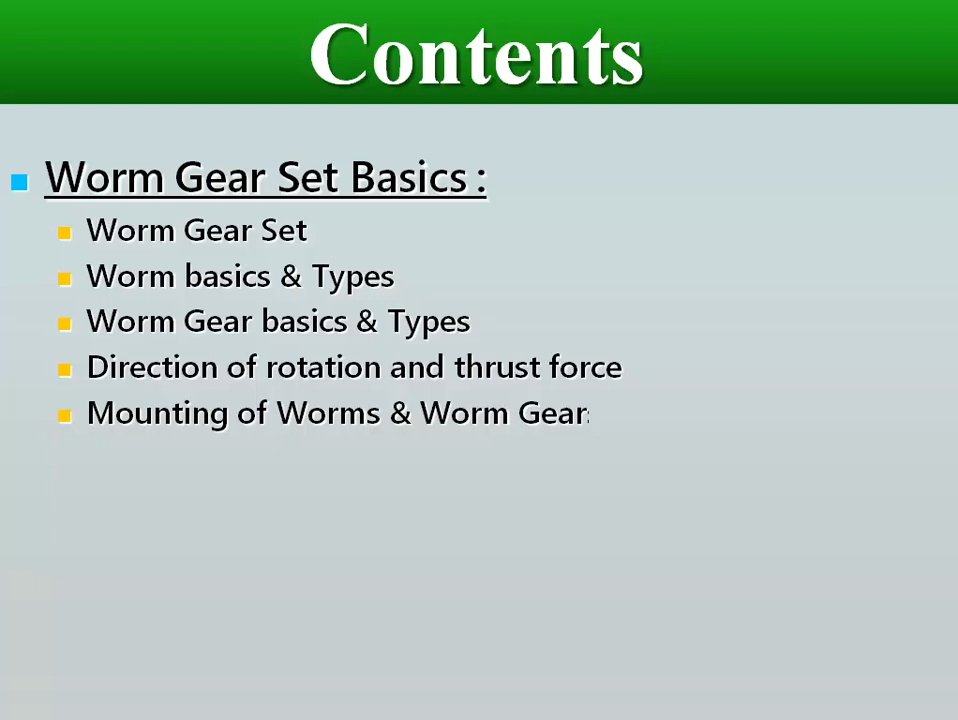 Contents
Worm Gear Set Basics :
Worm Gear Set
Worm basics & Types
Worm Gear basics & Types
Direction of rotation and thrust force
Mounting of Worms & Worm Gear